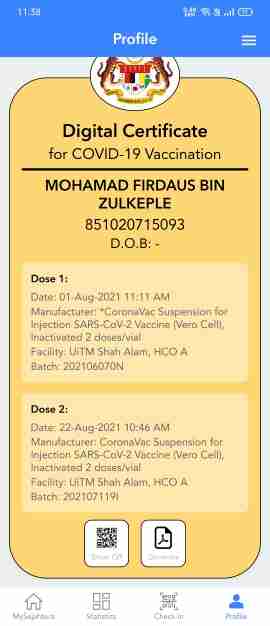 11:38
Profile
Digital Certificate
for COVID-19 Vaccination
MOHAMAD FIRDAUS BIN
ZULKEPLE
851020715093
D.O.B: -
Dose 1:
Date: 01-Aug-2021 11:11 AM
Manufacturer: *CoronaVac Suspension for
Injection SARS-CoV-2 Vaccine (Vero Cell),
Inactivated 2 doses/vial
Facility: UiTM Shah Alam, HCO A
Batch: 202106070N
Dose 2:
Date: 22-Aug-2021 10:46 AM
Manufacturer: CoronaVac Suspension for
Injection SARS-CoV-2 Vaccine (Vero Cell),
Inactivated 2 doses/vial
Facility: UiTM Shah Alam, HCO A
Batch: 202107119I
Show QR
MySejahtera
Statistics
Check-in
Profile